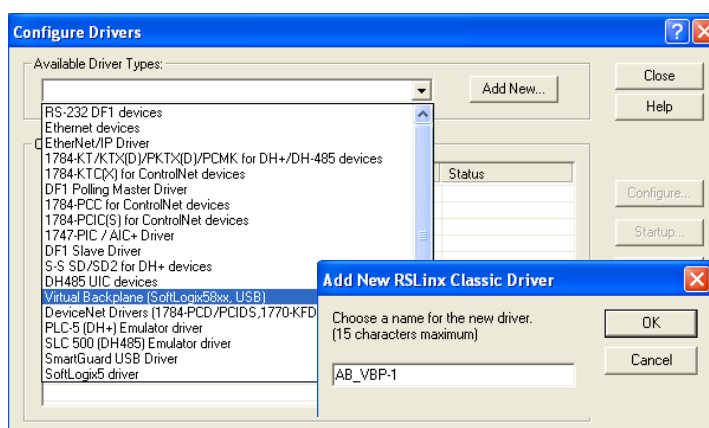 Configure Drivers
Available Driver Types:
Add New...
Close
Help
RS-232 DF1 devices
Ethernet devices
EtherNet/IP Driver
1784-KT/KTX(D)/PKTX(D)/PCMK for DH+/DH-485 devices
1784-KTC(X) for ControlNet devices
DF1 Polling Master Driver
1784-PCC for ControlNet devices
1784-PCIC(S) for ControlNet devices
1747-PIC / AIC+ Driver
DF1 Slave Driver
S-S SD/SD2 for DH+ devices
DH485 UIC devices
Virtual Backplane (SoftLogix58xx, USB)
DeviceNet Drivers (1784-PCD/PCIDS,1770-KFD
PLC-5 (DH+) Emulator driver
SLC 500 (DH485) Emulator driver
SmartGuard USB Driver
SoftLogix5 driver
Status
Configure...
Startup...
Add New RSLinx Classic Driver
Choose a name for the new driver.
(15 characters maximum)
AB_VBP-1
OK
Cancel